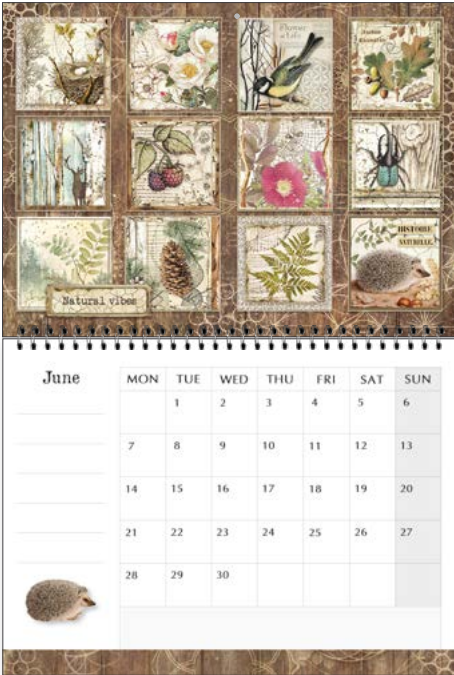 Flutter
Natural vibes
HISTOIRE
NATURELLE
June
MON TUE WED THU FRI SAT SUN
1 2 3 4 5 6
7 8 9 10 11 12 13
14 15 16 17 18 19 20
21 22 23 24 25 26 27
28 29 30